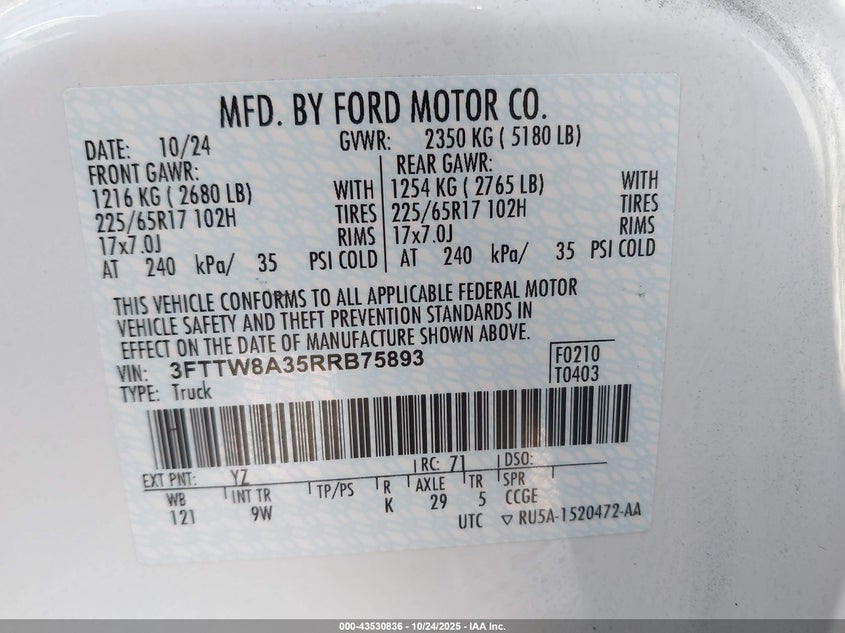 MFD. BY FORD MOTOR CO.
DATE: 10/24 GVWR: 2350 KG ( 5180 LB)
FRONT GAWR: REAR GAWR:
1216 KG ( 2680 LB) WITH 1254 KG ( 2765 LB) WITH
225/65R17 102H TIRES 225/65R17 102H TIRES
17x7.0J RIMS 17x7.0J RIMS
AT 240 kPa/ 35 PSI COLD AT 240 kPa/ 35 PSI COLD
THIS VEHICLE CONFORMS TO ALL APPLICABLE FEDERAL MOTOR
VEHICLE SAFETY AND THEFT PREVENTION STANDARDS IN
EFFECT ON THE DATE OF MANUFACTURE SHOWN ABOVE.
VIN: 3FTTW8A35RRB75893 F0210
TYPE: Truck T0403
EXT PNT: YZ RC: 71 DSO:
WB INT TR TP/PS R AXLE TR SPR
121 9W K 29 5 CCGE
UTC ▽ RU5A-1520472-AA
000-43530836 - 10/24/2025 - IAA Inc.